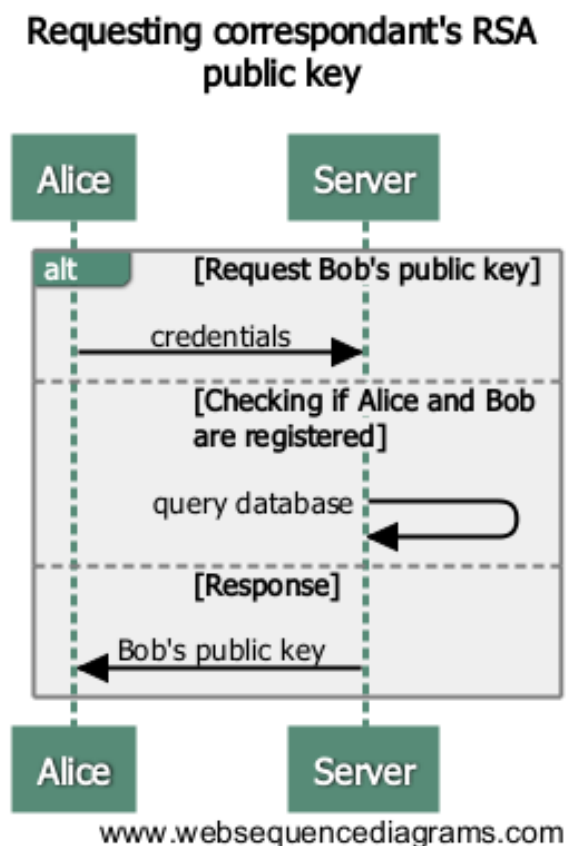 Requesting correspondant's RSA
public key
Alice
Server
alt
[Request Bob's public key]
credentials
[Checking if Alice and Bob
are registered]
query database
[Response]
Bob's public key
Alice
Server
www.websequencediagrams.com